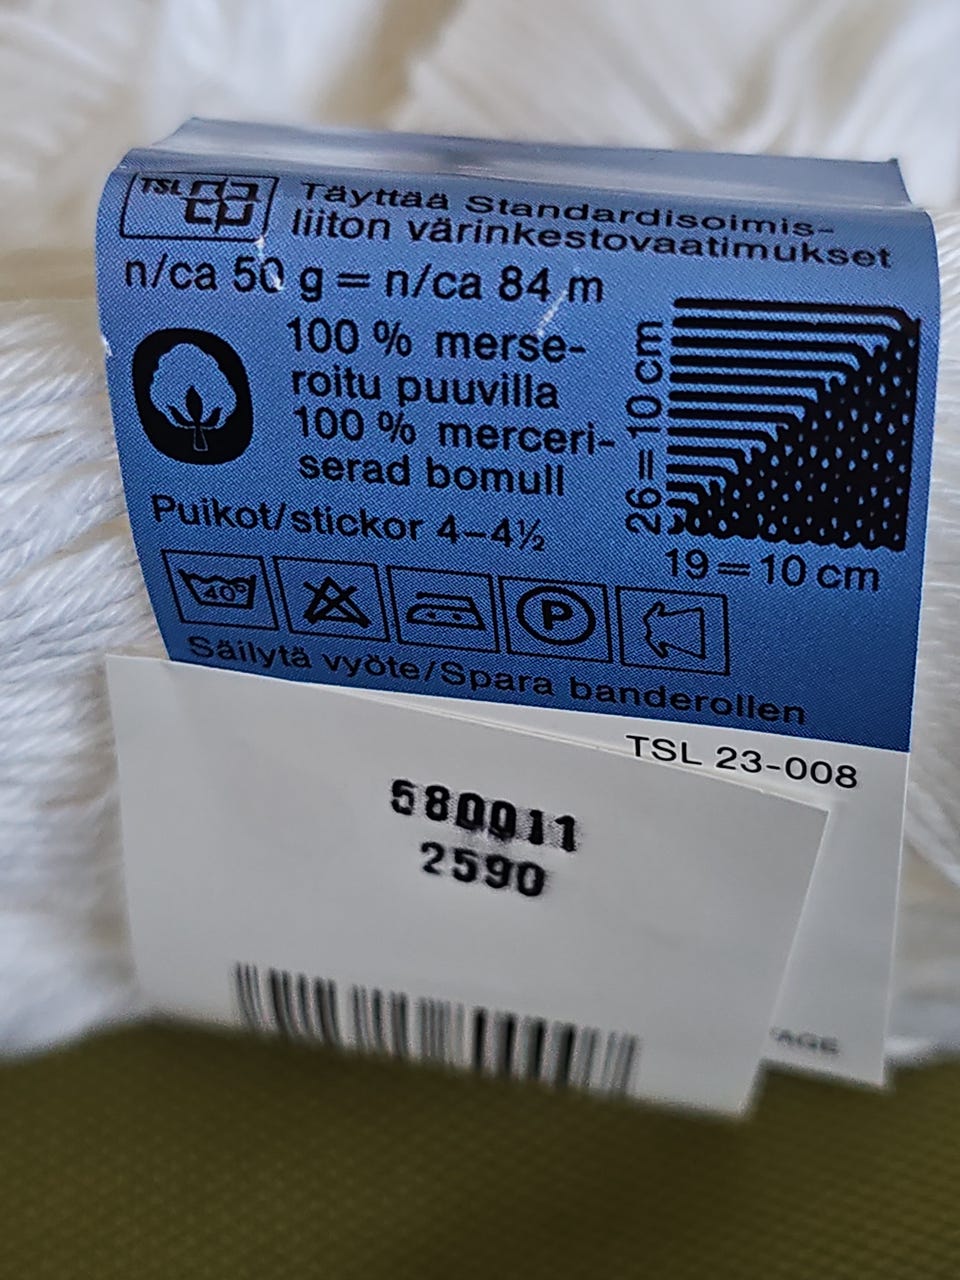 TSL
Täyttää Standardisoimis-
liiton värinkestovaatimukset
n/ca 50 g = n/ca 84 m
100 % merse-
roitu puuvilla
100 % merceri-
serad bomull
Puikot/stickor 4–4½
26=10 cm
19=10 cm
40°
P
Säilytä vyöte/Spara banderollen
TSL 23-008
580011
2590